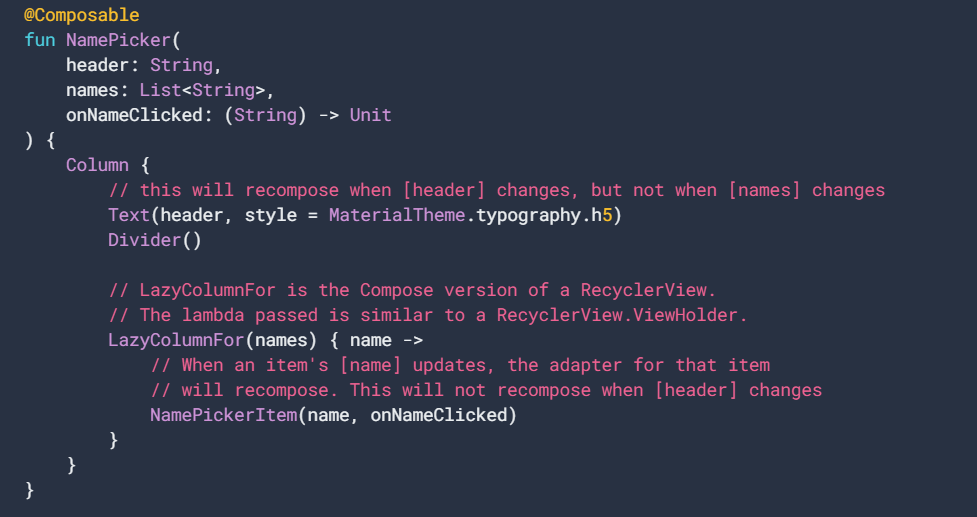 @Composable
fun NamePicker(
    header: String,
    names: List<String>,
    onNameClicked: (String) -> Unit
) {
    Column {
        // this will recompose when [header] changes, but not when [names] changes
        Text(header, style = MaterialTheme.typography.h5)
        Divider()

        // LazyColumnFor is the Compose version of a RecyclerView.
        // The lambda passed is similar to a RecyclerView.ViewHolder.
        LazyColumnFor(names) { name ->
            // When an item's [name] updates, the adapter for that item
            // will recompose. This will not recompose when [header] changes
            NamePickerItem(name, onNameClicked)
        }
    }
}